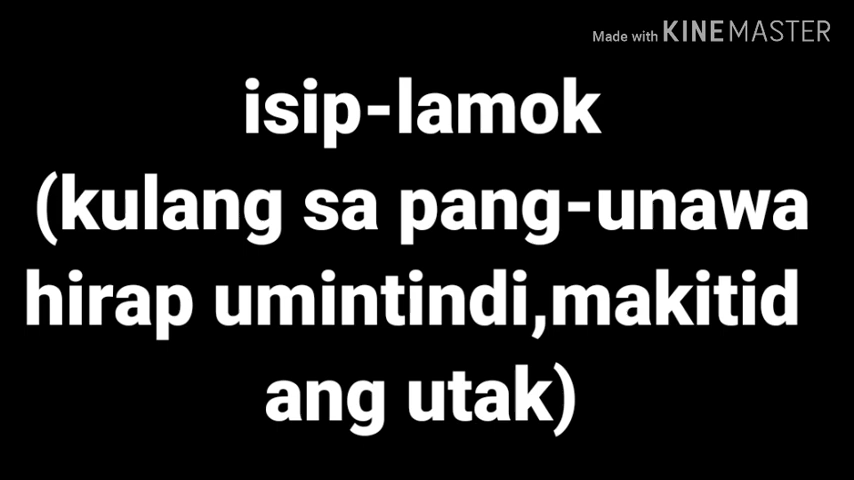 Made with KINEMASTER
isip-lamok
(kulang sa pang-unawa
hirap umintindi,makitid
ang utak)